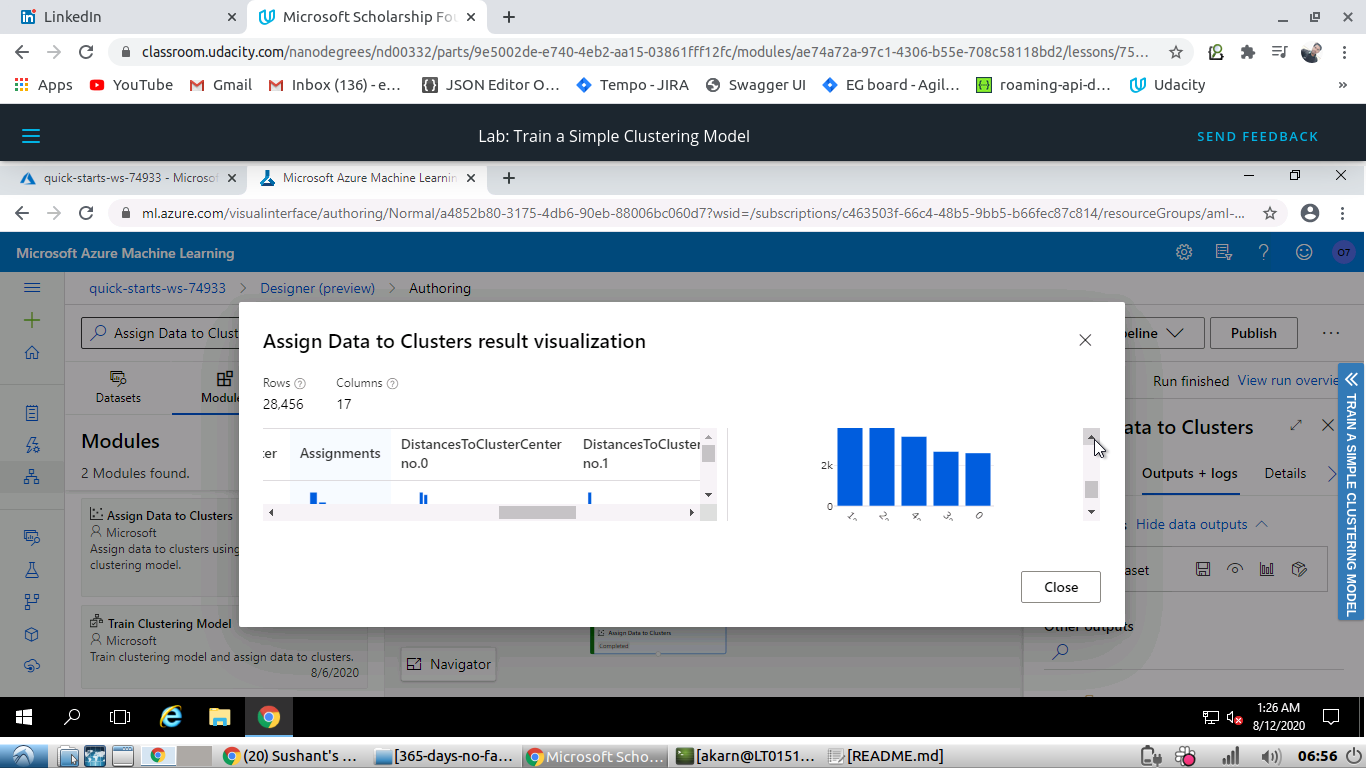 LinkedIn
Microsoft Scholarship Fou
classroom.udacity.com/nanodegrees/nd00332/parts/9e5002de-e740-4eb2-aa15-03861fff12fc/modules/ae74a72a-97c1-4306-b55e-708c58118bd2/lessons/75...
Apps
YouTube
Gmail
Inbox (136) - e...
JSON Editor O...
Tempo - JIRA
Swagger UI
EG board - Agil...
roaming-api-d...
Udacity
»
Lab: Train a Simple Clustering Model
SEND FEEDBACK
quick-starts-ws-74933 - Microsof
Microsoft Azure Machine Learnin
ml.azure.com/visualinterface/authoring/Normal/a4852b80-3175-4db6-90eb-88006bc060d7?wsid=/subscriptions/c463503f-66c4-48b5-9bb5-b66fec87c814/resourceGroups/aml-...
Microsoft Azure Machine Learning
O7
quick-starts-ws-74933 > Designer (preview) > Authoring
Assign Data to Clust
peline
Publish
Datasets
Module
Run finished
View run overvie
Modules
2 Modules found.
Assign Data to Clusters
Microsoft
Assign data to clusters using
clustering model.
Train Clustering Model
Microsoft
Train clustering model and assign data to clusters.
8/6/2020
Assign Data to Clusters result visualization
Rows
Columns
28,456
17
ter
Assignments
DistancesToClusterCenter
no.0
DistancesToCluster
no.1
2k
0
0
Close
ata to Clusters
Outputs + logs
Details
Hide data outputs
aset
Other outputs
TRAIN A SIMPLE CLUSTERING MODEL
Assign Data to Clusters
Completed
Navigator
1:26 AM
8/12/2020
(20) Sushant's ...
[365-days-no-fa...
Microsoft Scho...
[akarn@LT0151...
[README.md]
06:56